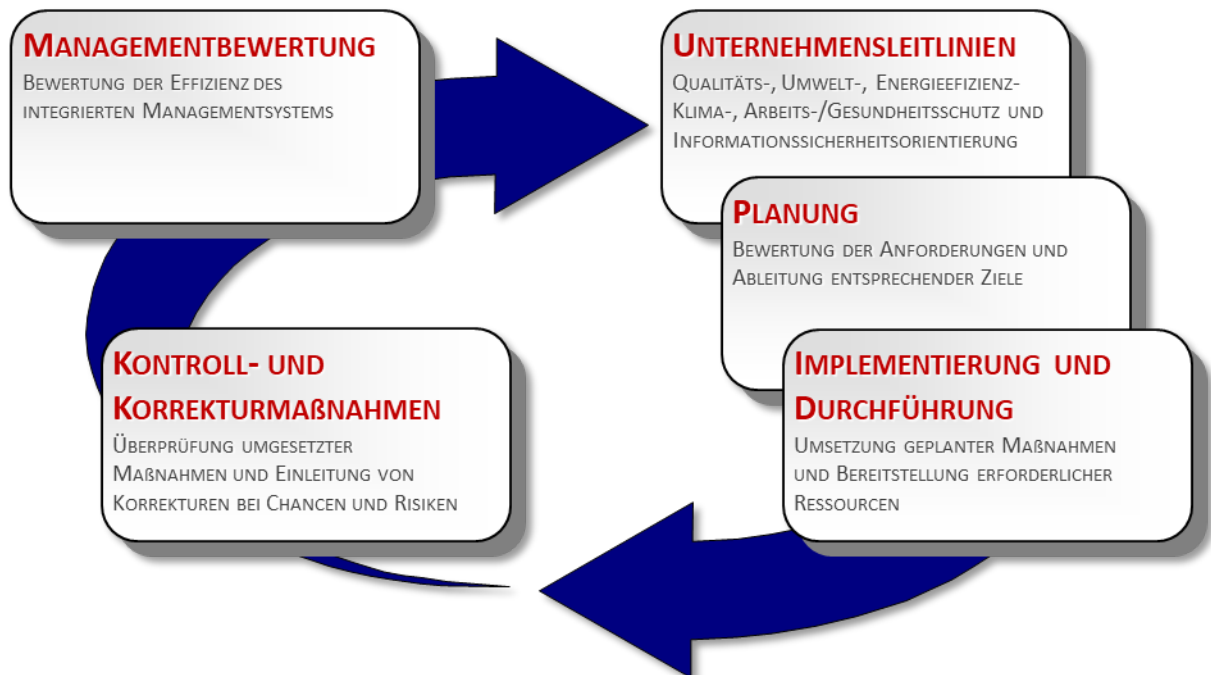 MANAGEMENTBEWERTUNG
BEWERTUNG DER EFFIZIENZ DES
INTEGRIERTEN MANAGEMENTSYSTEMS
UNTERNEHMENSLEITLINIEN
QUALITÄTS-, UMWELT-, ENERGIEEFIZIENZ-
KLIMA-, ARBEITS-/GESUNDHEITSSCHUTZ UND
INFORMATIONSSICHERHEITSORIENTIERUNG
PLANUNG
BEWERTUNG DER ANFORDERUNGEN UND
ABLEITUNG ENTSPRECHENDER ZIELE
IMPLEMENTIERUNG UND
DURCHFÜHRUNG
UMSETZUNG GEPLANTER MAẞNAHMEN
UND BEREITSTELLUNG ERFORDERLICHER
RESSOURCEN
KONTROLL- UND
KORREKTURMAẞNAHMEN
ÜBERPRÜFUNG UMGESETZTER
MAẞNAHMEN UND EINLEITUNG VON
KORREKTUREN BEI CHANCEN UND RISIKEN